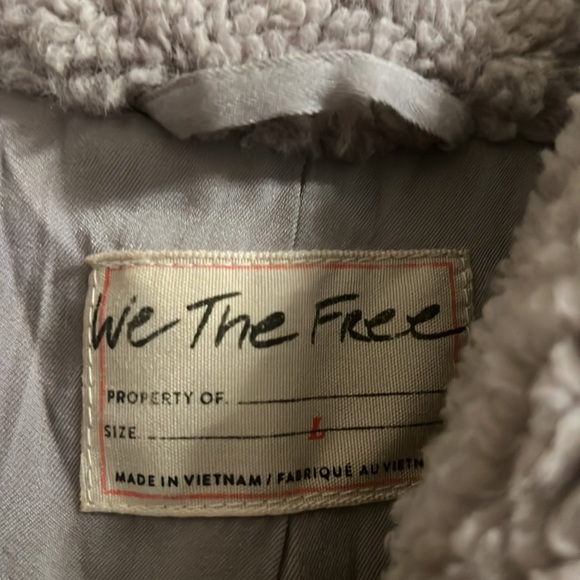 We The Free
PROPERTY OF
SIZE L
MADE IN VIETNAM / FABRIQUÉ AU VIETN